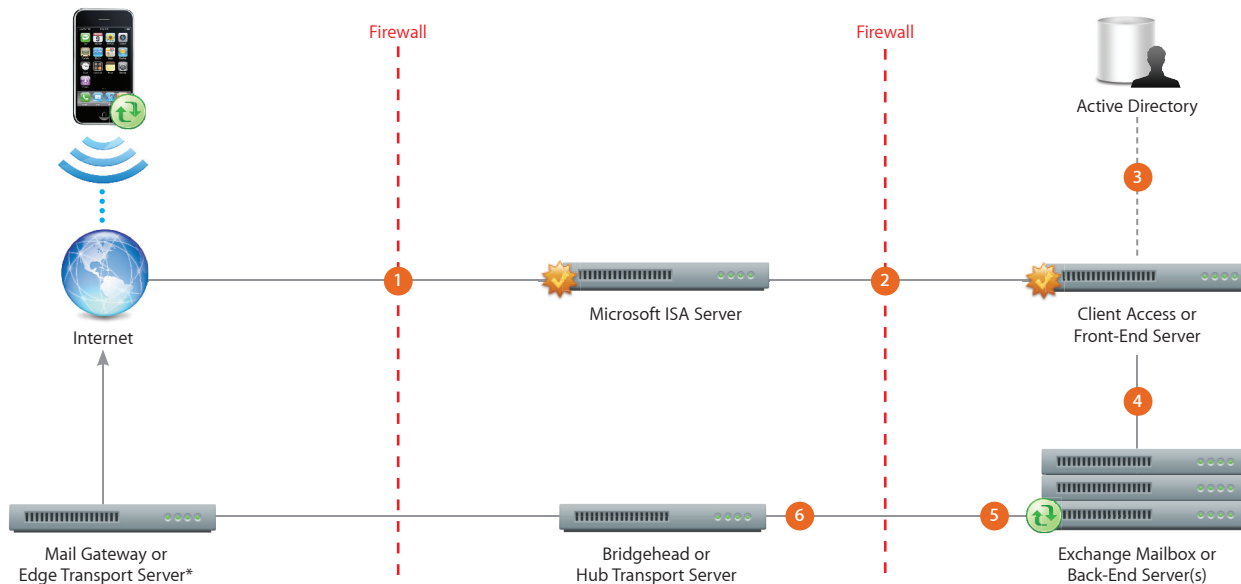 Firewall
Firewall
Active Directory
3
1
2
Internet
Microsoft ISA Server
Client Access or
Front-End Server
4
6
5
Mail Gateway or
Edge Transport Server*
Bridgehead or
Hub Transport Server
Exchange Mailbox or
Back-End Server(s)